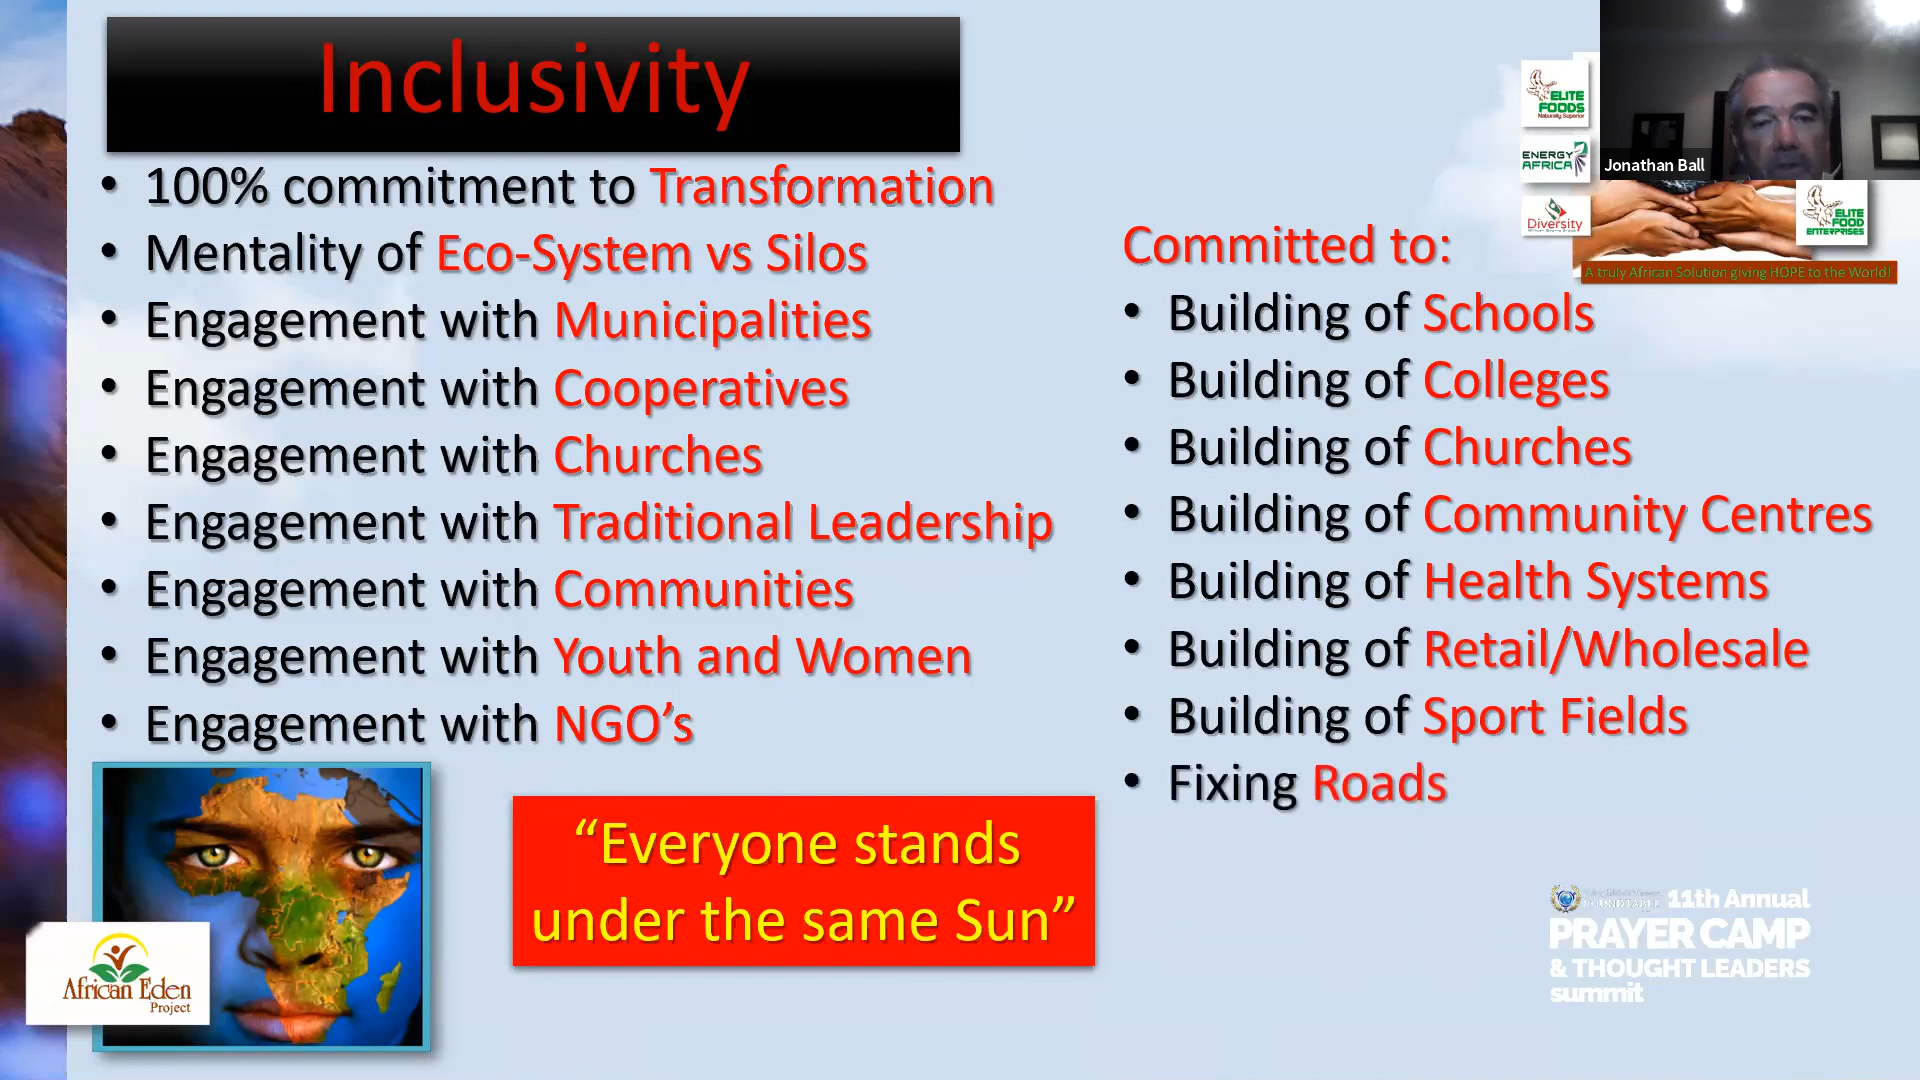 Inclusivity
• 100% commitment to Transformation
• Mentality of Eco-System vs Silos
• Engagement with Municipalities
• Engagement with Cooperatives
• Engagement with Churches
• Engagement with Traditional Leadership
• Engagement with Communities
• Engagement with Youth and Women
• Engagement with NGO’s
“Everyone stands
under the same Sun”
African Eden
Project
ELITE
FOODS
Naturally Superior
ENERGY
AFRICA
Diversity
Jonathan Ball
ELITE
FOOD
ENTERPRISES
A truly African Solution giving HOPE to the World!
Committed to:
• Building of Schools
• Building of Colleges
• Building of Churches
• Building of Community Centres
• Building of Health Systems
• Building of Retail/Wholesale
• Building of Sport Fields
• Fixing Roads
ROUNDTABLE 11th Annual
PRAYER CAMP
& THOUGHT LEADERS
summit